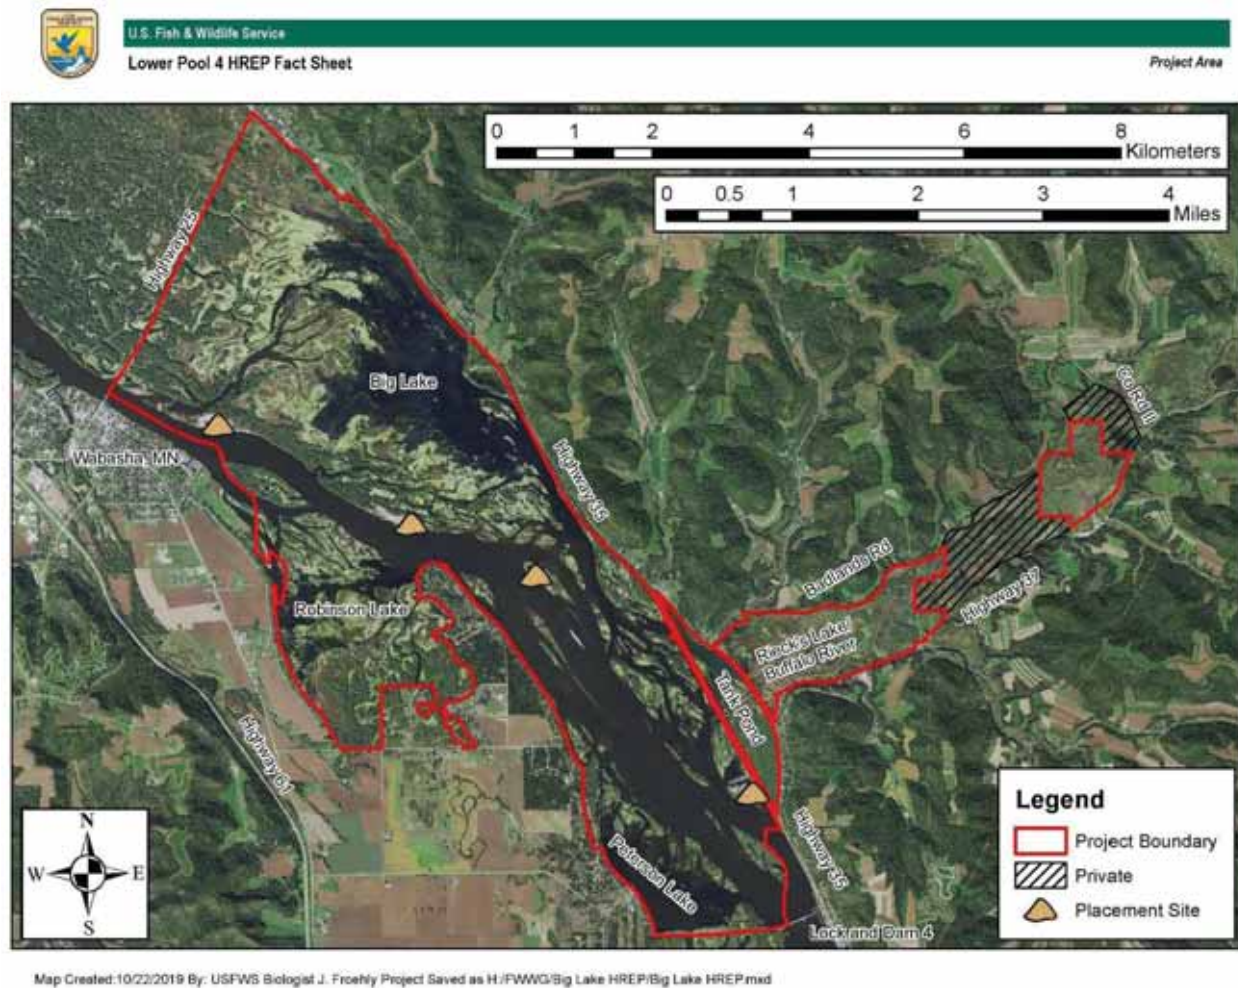 U.S. Fish & Wildlife Service
Lower Pool 4 HREP Fact Sheet
Project Area
0 1 2 4 6 8
Kilometers
0 0.5 1 2 3 4
Miles
Highway 25
Big Lake
Wabasha, MN
Highway 35
Co Rd II
Badlands Rd
Highway 37
Robinson Lake
Rieck's Lake/
Buffalo River
Tank Pond
Highway 61
Highway 35
Peterson Lake
Lock and Dam 4
N
W E
S
Legend
Project Boundary
Private
Placement Site
Map Created:10/22/2019 By: USFWS Biologist J. Froehly Project Saved as H:/FWWG/Big Lake HREP/Big Lake HREP.mxd